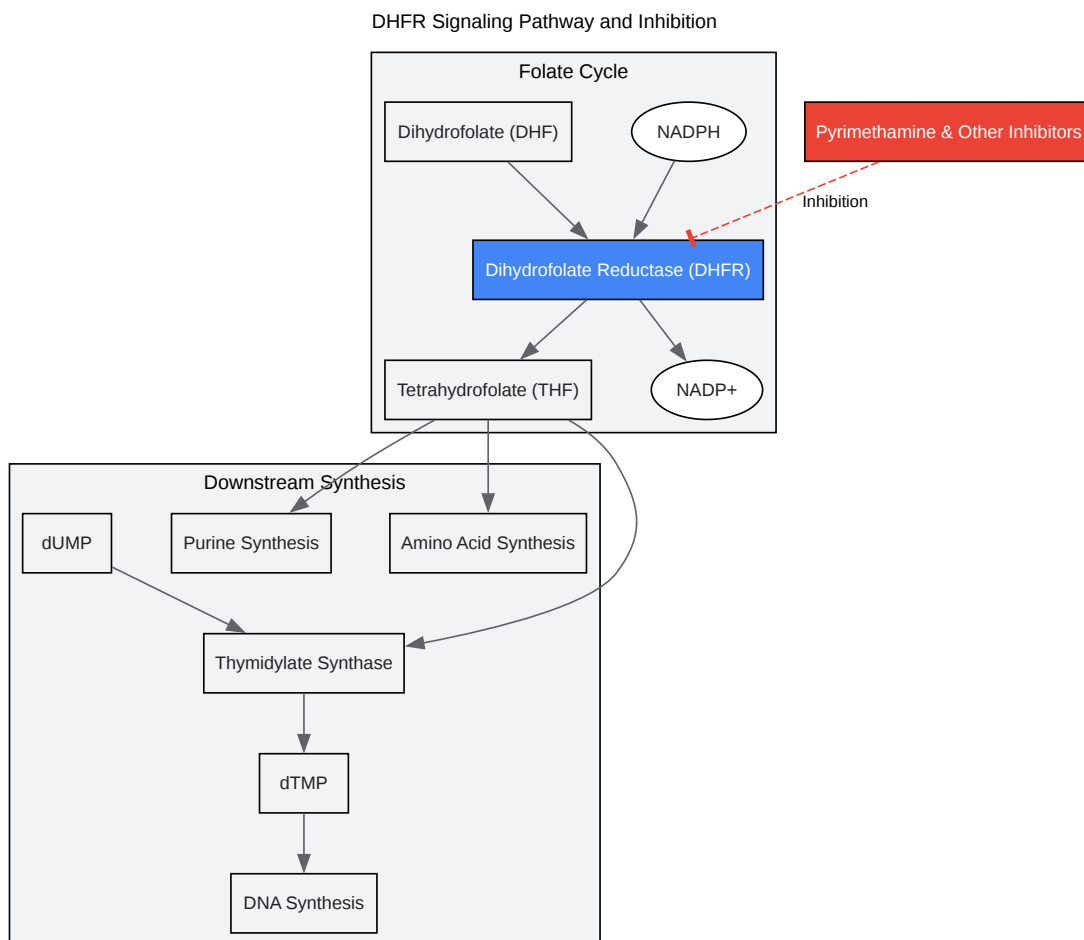 DHFR Signaling Pathway and Inhibition
Folate Cycle
Dihydrofolate (DHF)
NADPH
Pyrimethamine & Other Inhibitors
Inhibition
Dihydrofolate Reductase (DHFR)
Tetrahydrofolate (THF)
NADP+
Downstream Synthesis
dUMP
Purine Synthesis
Amino Acid Synthesis
Thymidylate Synthase
dTMP
DNA Synthesis